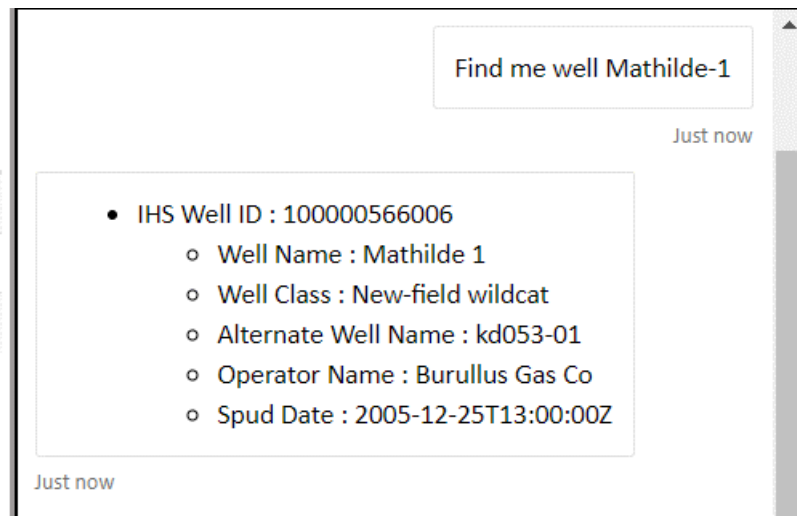 Find me well Mathilde-1
Just now
• IHS Well ID : 100000566006
○ Well Name : Mathilde 1
○ Well Class : New-field wildcat
○ Alternate Well Name : kd053-01
○ Operator Name : Burullus Gas Co
○ Spud Date : 2005-12-25T13:00:00Z
Just now